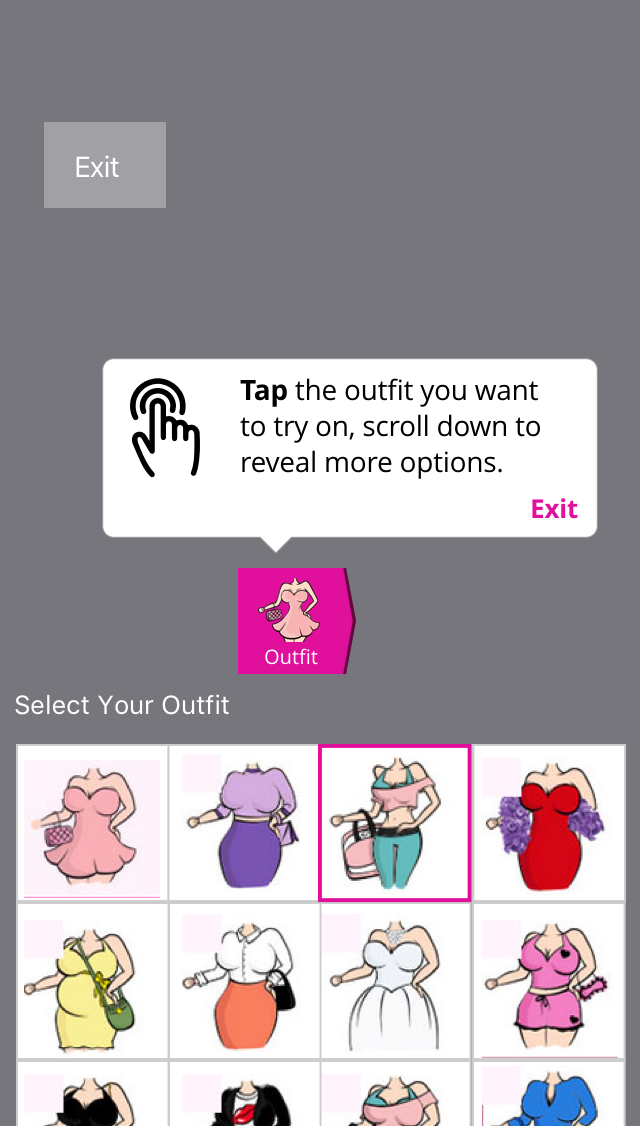 Exit
Tap the outfit you want
to try on, scroll down to
reveal more options.
Exit
Outfit
Select Your Outfit